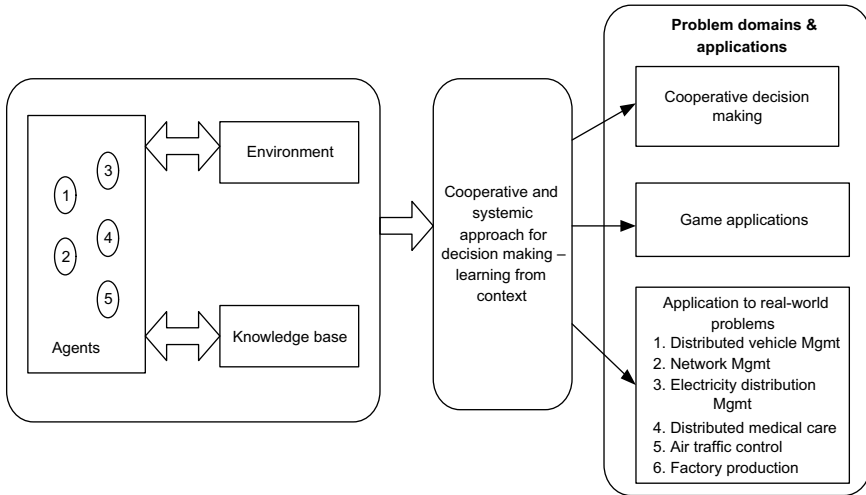 1
2
3
4
5
Agents
Environment
Knowledge base
Cooperative and
systemic
approach for
decision making –
learning from
context
Problem domains &
applications
Cooperative decision
making
Game applications
Application to real-world
problems
1. Distributed vehicle Mgmt
2. Network Mgmt
3. Electricity distribution
Mgmt
4. Distributed medical care
5. Air traffic control
6. Factory production